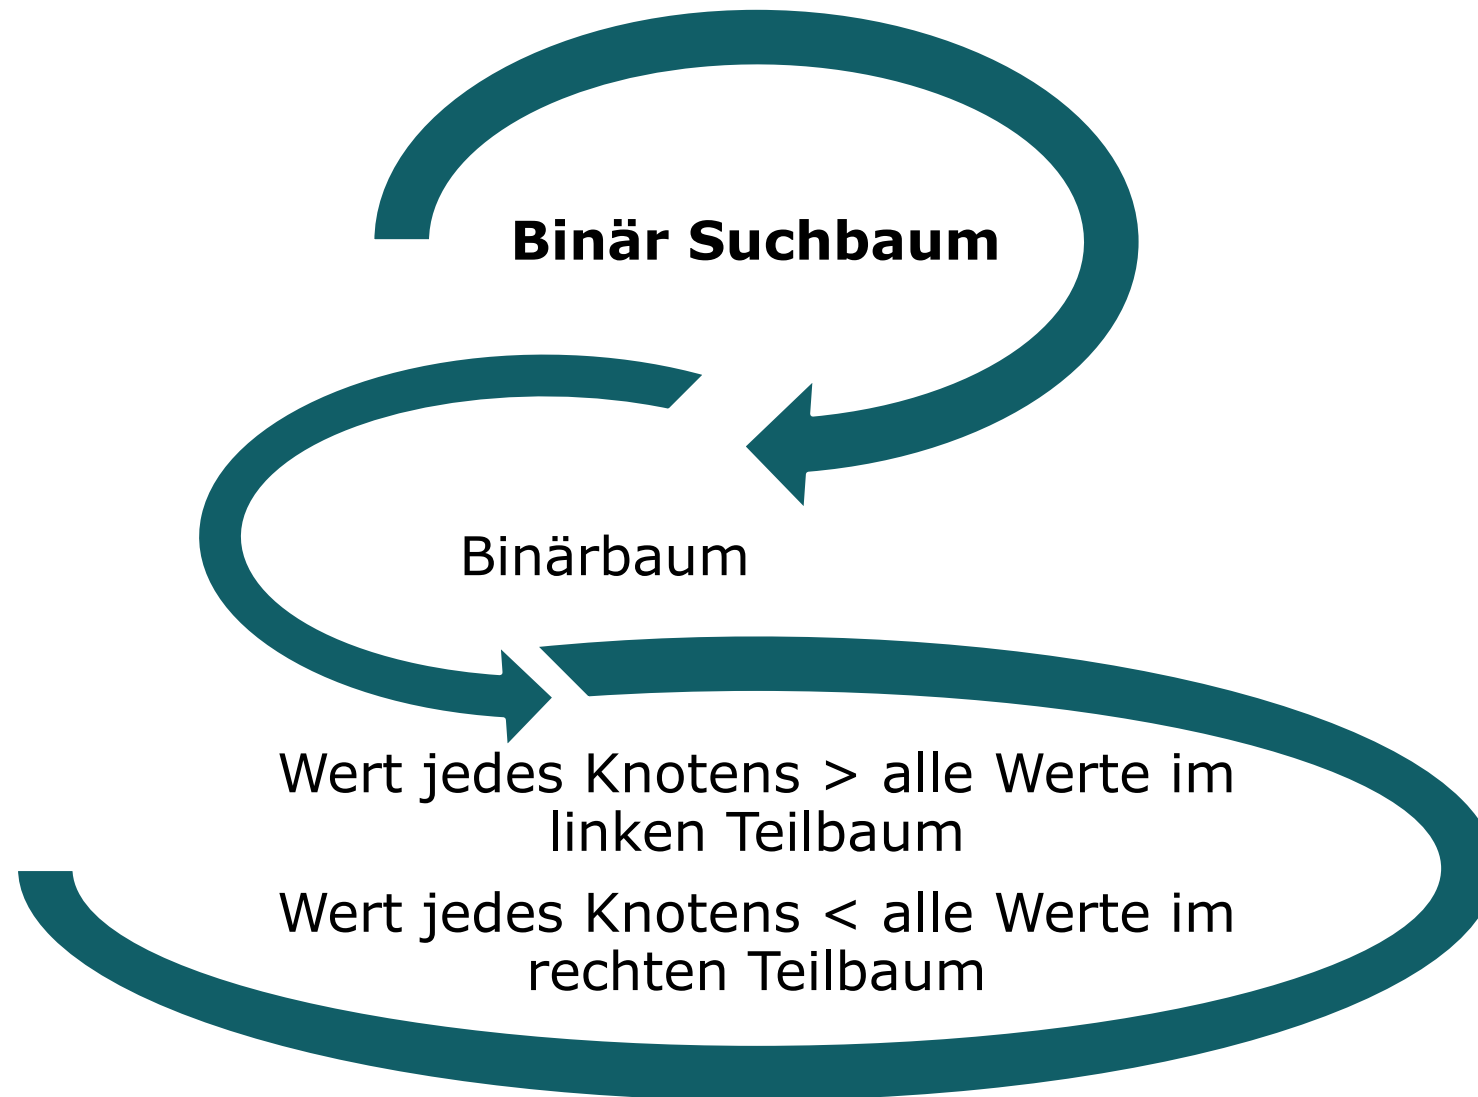 Binär Suchbaum
Binärbaum
Wert jedes Knotens > alle Werte im
linken Teilbaum
Wert jedes Knotens < alle Werte im
rechten Teilbaum